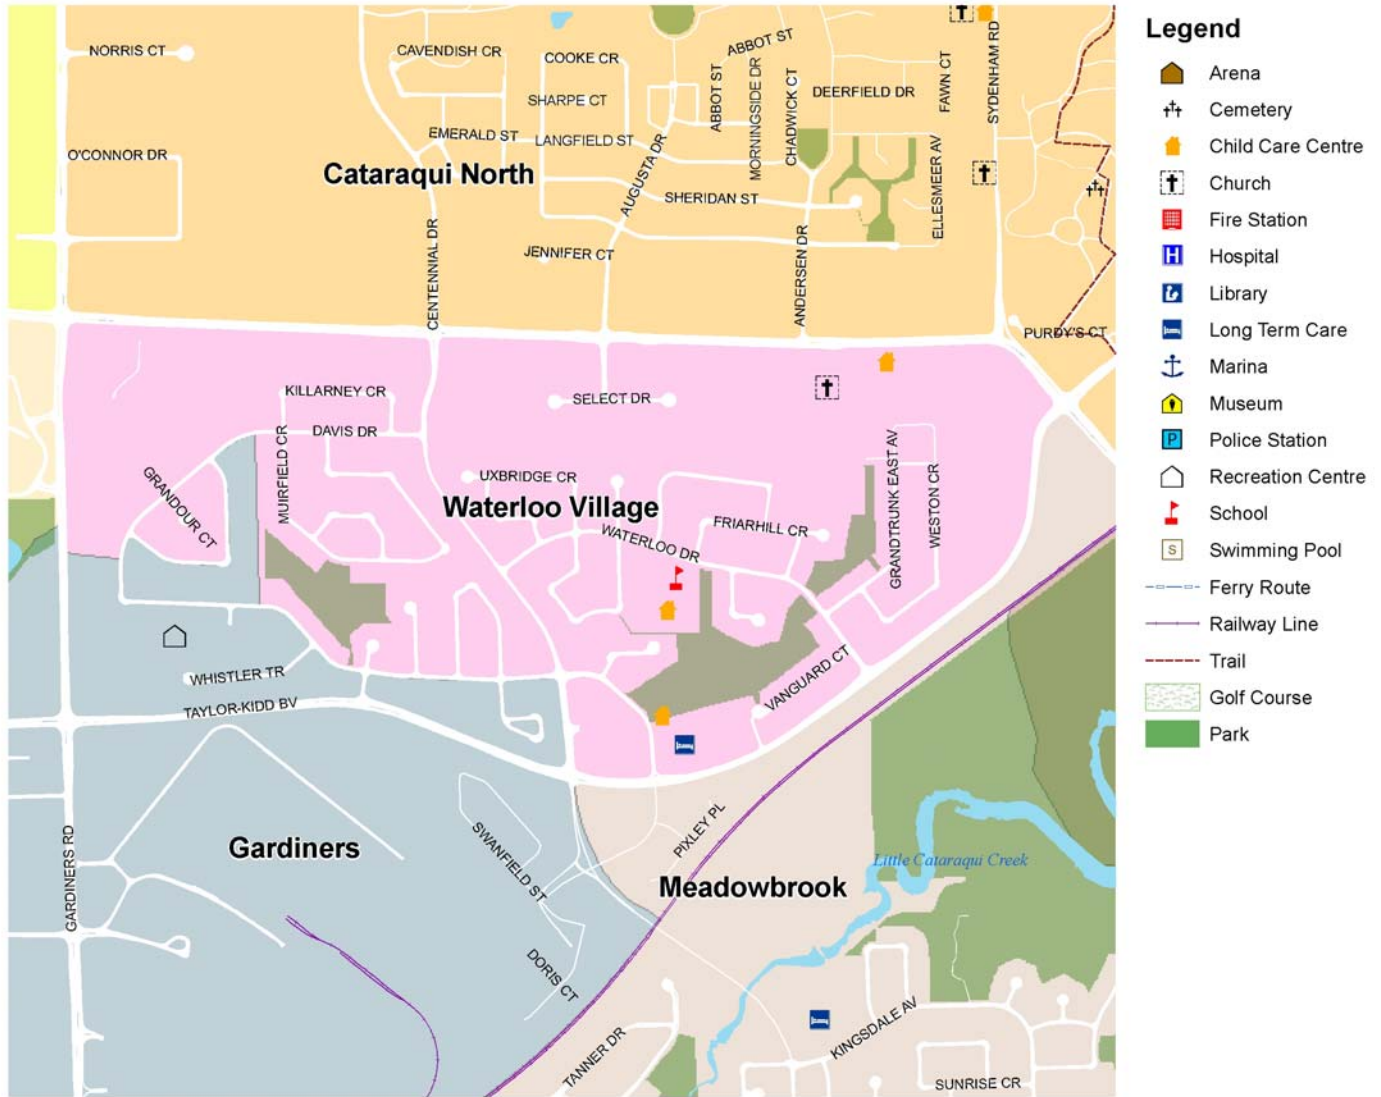 NORRIS CT
CAVENDISH CR
COOKE CR
ABBOT ST
SYDENHAM RD
SHARPE CT
ABBOT ST
MORNINGSIDE DR
CHADWICK CT
DEERFIELD DR
FAWN CT
EMERALD ST
LANGFIELD ST
O'CONNOR DR
Cataraqui North
AUGUSTA DR
SHERIDAN ST
ELLESMEER AV
CENTENNIAL DR
JENNIFER CT
ANDERSEN DR
PURDY'S CT
KILLARNEY CR
SELECT DR
DAVIS DR
MUIRFIELD CR
GRANDOUR CT
UXBRIDGE CR
Waterloo Village
WATERLOO DR
FRIARHILL CR
GRANDTRUNK EAST AV
WESTON CR
WHISTLER TR
TAYLOR-KIDD BV
VANGUARD CT
GARDINERS RD
Gardiners
SWANFIELD ST
PIXLEY PL
Meadowbrook
Little Cataraqui Creek
DORIS CT
TANNER DR
KINGSDALE AV
SUNRISE CR
Legend
Arena
Cemetery
Child Care Centre
Church
Fire Station
H Hospital
Library
Long Term Care
Marina
Museum
P Police Station
Recreation Centre
School
S Swimming Pool
Ferry Route
Railway Line
Trail
Golf Course
Park